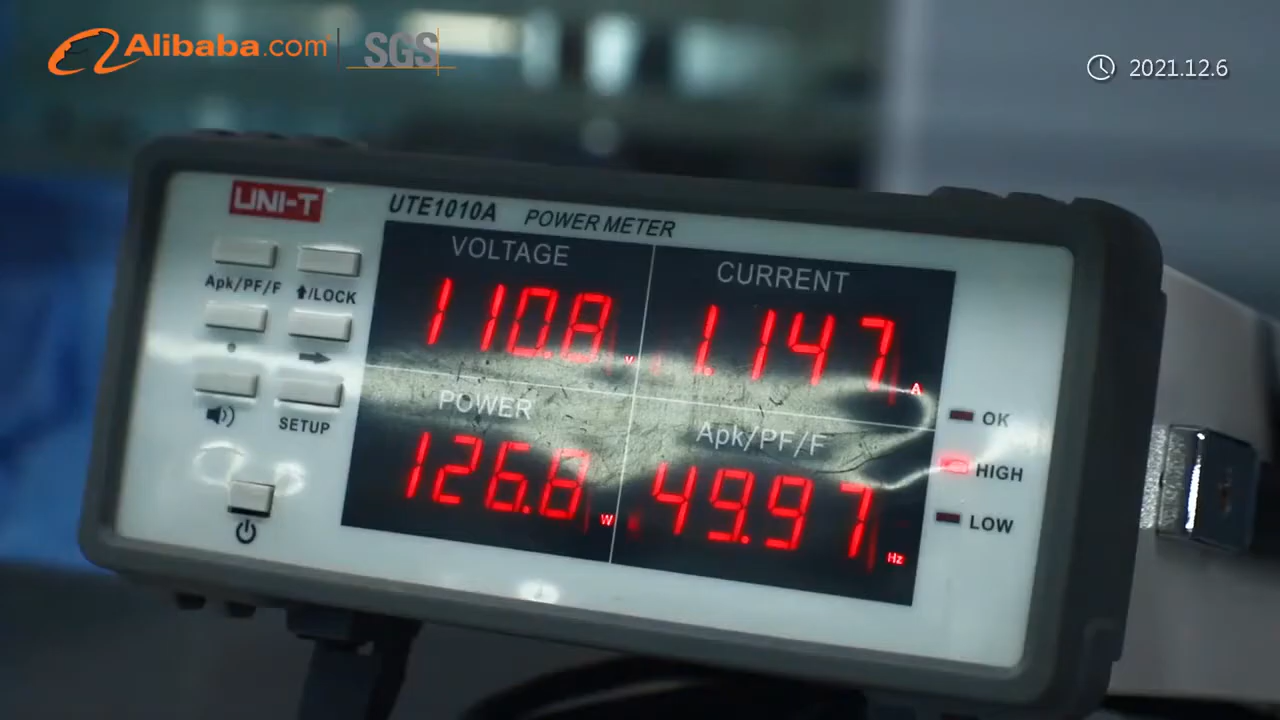 Alibaba.com
SGS
2021.12.6
UNI-T
UTE1010A POWER METER
VOLTAGE
CURRENT
110.8 V
1.147 A
POWER
Apk/PF/F
126.8 W
49.97 Hz
Apk/PF/F
/LOCK
SETUP
OK
HIGH
LOW